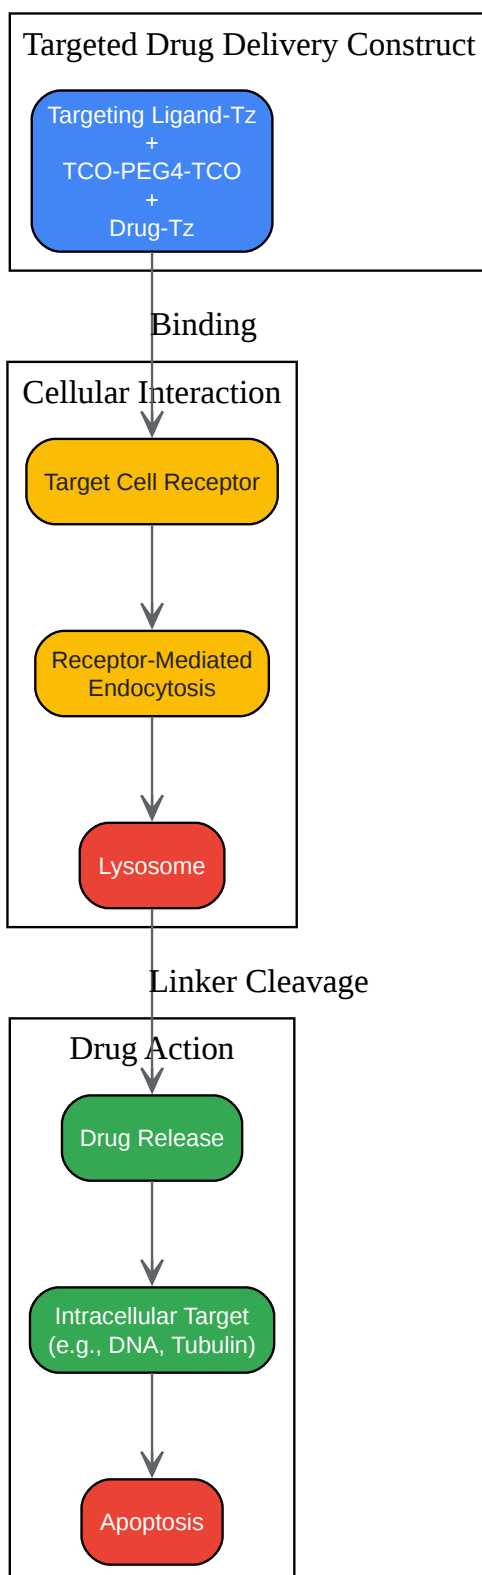 Targeted Drug Delivery Construct
Targeting Ligand-Tz
+
TCO-PEG4-TCO
+
Drug-Tz
Binding
Cellular Interaction
Target Cell Receptor
Receptor-Mediated
Endocytosis
Lysosome
Linker Cleavage
Drug Action
Drug Release
Intracellular Target
(e.g., DNA, Tubulin)
Apoptosis